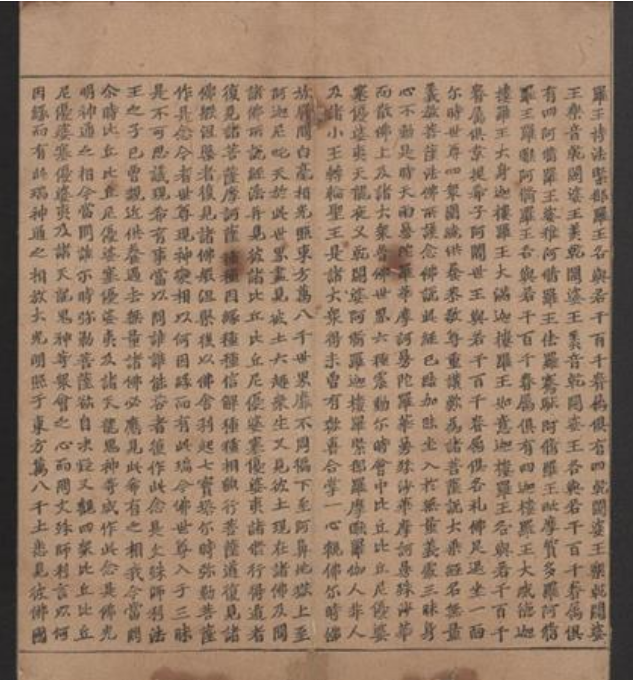 羅王持法緊那羅王各與若干百千眷屬俱有四乾闥婆王樂乾闥婆
王樂音乾闥婆王美乾闥婆王美音乾闥婆王各與若干百千眷屬俱
有四阿脩羅王婆稚阿脩羅王佉羅騫馱阿脩羅王毗摩質多羅阿脩
羅王羅睺阿脩羅王各與若干百千眷屬俱有四迦樓羅王大威德迦
樓羅王大身迦樓羅王大滿迦樓羅王如意迦樓羅王各與若干百千
眷屬俱韋提希子阿闍世王與若干百千眷屬俱各礼佛足退坐一面
尒時世尊四衆圍繞供養恭敬尊重讃歎為諸菩薩說大乗經名無量
義教菩薩法佛所護念佛說此經已結加趺坐入於無量義處三昧身
心不動是時天雨曼陀羅華摩訶曼陀羅華曼殊沙華摩訶曼殊沙華
而散佛上及諸大衆普佛世界六種震動尒時會中比丘比丘尼優婆
塞優婆夷天龍夜叉乾闥婆阿脩羅迦樓羅緊那羅摩睺羅伽人非人
及諸小王轉輪聖王是諸大衆得未曾有歡喜合掌一心觀佛尒時佛
放眉間白毫相光照東方萬八千世界靡不周徧下至阿鼻地獄上至
阿迦尼吒天於此世界盡見彼土六趣衆生又見彼土現在諸佛及聞
諸佛所說經法并見彼諸比丘比丘尼優婆塞優婆夷諸修行得道者
復見諸菩薩摩訶薩種種因緣種種信解種種相貌行菩薩道復見諸
佛般涅槃者復見諸佛般涅槃後以佛舍利起七寶塔尒時弥勒菩薩
作是念今者世尊現神變相以何因緣而有此瑞今佛世尊入于三昧
是不可思議現希有事當以問誰誰能答者復作此念是文殊師利法
王之子已曾親近供養過去無量諸佛必應見此希有之相我今當問
尒時比丘比丘尼優婆塞優婆夷及諸天龍鬼神等咸作此念是佛光
明神通之相今當問誰尒時弥勒菩薩欲自决疑又觀四衆比丘比丘
尼優婆塞優婆夷及諸天龍鬼神等衆會之心而問文殊師利言以何
因緣而有此瑞神通之相放大光明照于東方萬八千土悉見彼佛國